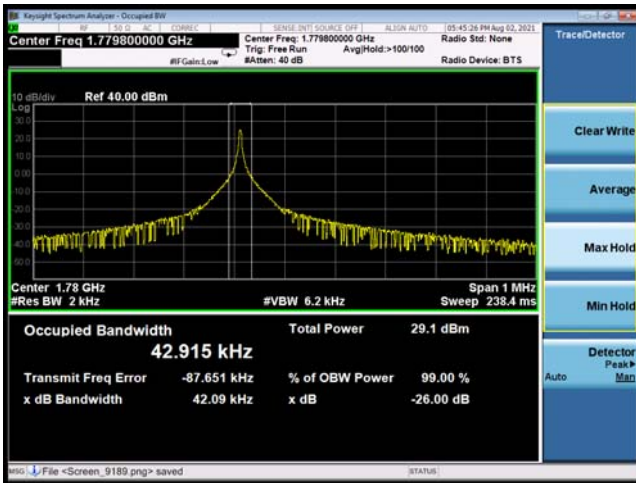 Keysight Spectrum Analyzer - Occupied BW
RF 50 Ω AC CORREC SENSE:INT SOURCE OFF ALIGN AUTO 05:45:26 PM Aug 02, 2021
Center Freq 1.779800000 GHz
Center Freq: 1.779800000 GHz
Radio Std: None
Trig: Free Run Avg|Hold:>100/100
#IFGain:Low #Atten: 40 dB
Radio Device: BTS
Trace/Detector
10 dB/div Ref 40.00 dBm
Log
30.0
20.0
10.0
0.00
-10.0
-20.0
-30.0
-40.0
-50.0
Clear Write
Average
Max Hold
Min Hold
Center 1.78 GHz Span 1 MHz
#Res BW 2 kHz #VBW 6.2 kHz Sweep 238.4 ms
Occupied Bandwidth Total Power 29.1 dBm
42.915 kHz
Transmit Freq Error -87.651 kHz % of OBW Power 99.00 %
x dB Bandwidth 42.09 kHz x dB -26.00 dB
Detector
Peak▶
Auto Man
MSG File <Screen_9189.png> saved STATUS